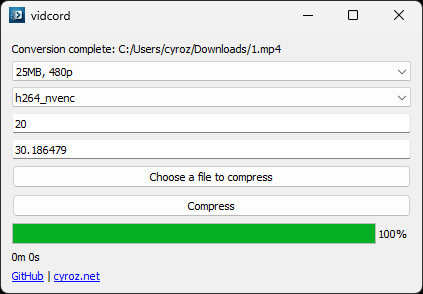 vidcord
Conversion complete: C:/Users/cyroz/Downloads/1.mp4
25MB, 480p
h264_nvenc
20
30.186479
Choose a file to compress
Compress
100%
0m 0s
GitHub | cyroz.net